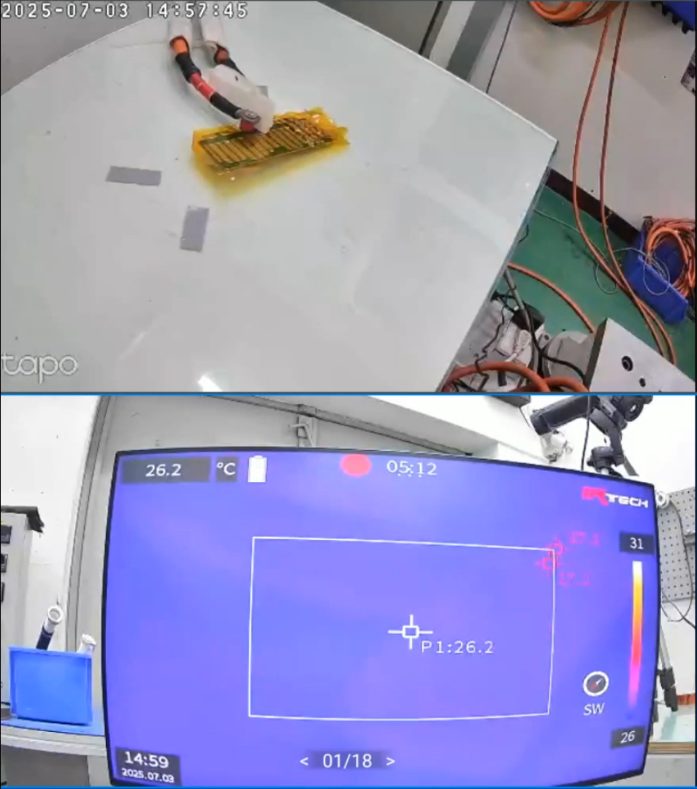 2025-07-03 14:57:45
tapo
26.2 °C 05:12
TECH
31
P1:26.2
SW
26
14:59
2025.07.03
< 01/18 >